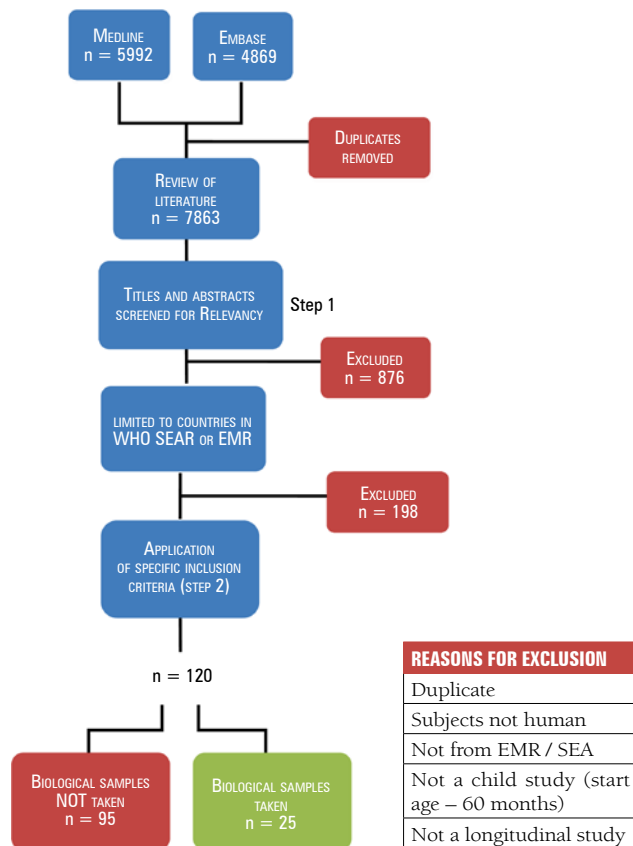 Medline
n = 5992
Embase
n = 4869
Duplicates
removed
Review of
literature
n = 7863
Titles and abstracts
screened for Relevancy
Step 1
Excluded
n = 876
limited to countries in
WHO SEAR or EMR
Excluded
n = 198
Application
of specific inclusion
criteria (step 2)
n = 120
Biological samples
NOT taken
n = 95
Biological samples
taken
n = 25
REASONS FOR EXCLUSION
Duplicate
Subjects not human
Not from EMR / SEA
Not a child study (start
age – 60 months)
Not a longitudinal study